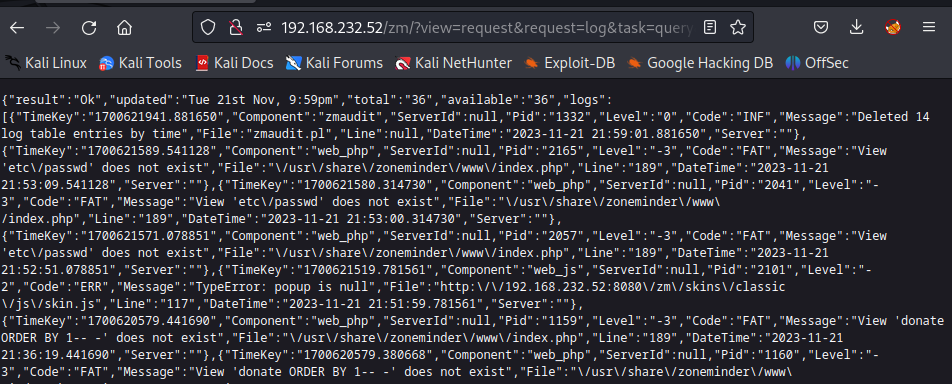 192.168.232.52/zm/?view=request&request=log&task=query
Kali Linux Kali Tools Kali Docs Kali Forums Kali NetHunter Exploit-DB Google Hacking DB OffSec
{"result":"Ok","updated":"Tue 21st Nov, 9:59pm","total":"36","available":"36","logs":
[{"TimeKey":"1700621941.881650","Component":"zmaudit","ServerId":null,"Pid":"1332","Level":"0","Code":"INF","Message":"Deleted 14
log table entries by time","File":"zmaudit.pl","Line":null,"DateTime":"2023-11-21 21:59:01.881650","Server":""},
{"TimeKey":"1700621589.541128","Component":"web_php","ServerId":null,"Pid":"2165","Level":"-3","Code":"FAT","Message":"View
'etc\/passwd' does not exist","File":"\/usr\/share\/zoneminder\/www\/index.php","Line":"189","DateTime":"2023-11-21
21:53:09.541128","Server":""},{"TimeKey":"1700621580.314730","Component":"web_php","ServerId":null,"Pid":"2041","Level":"-
3","Code":"FAT","Message":"View 'etc\/passwd' does not exist","File":"\/usr\/share\/zoneminder\/www\
/index.php","Line":"189","DateTime":"2023-11-21 21:53:00.314730","Server":""},
{"TimeKey":"1700621571.078851","Component":"web_php","ServerId":null,"Pid":"2057","Level":"-3","Code":"FAT","Message":"View
'etc\/passwd' does not exist","File":"\/usr\/share\/zoneminder\/www\/index.php","Line":"189","DateTime":"2023-11-21
21:52:51.078851","Server":""},{"TimeKey":"1700621519.781561","Component":"web_js","ServerId":null,"Pid":"2101","Level":"-
2","Code":"ERR","Message":"TypeError: popup is null","File":"http:\/\/192.168.232.52:8080\/zm\/skins\/classic
\/js\/skin.js","Line":"117","DateTime":"2023-11-21 21:51:59.781561","Server":""},
{"TimeKey":"1700620579.441690","Component":"web_php","ServerId":null,"Pid":"1159","Level":"-3","Code":"FAT","Message":"View 'donate
ORDER BY 1-- -' does not exist","File":"\/usr\/share\/zoneminder\/www\/index.php","Line":"189","DateTime":"2023-11-21
21:36:19.441690","Server":""},{"TimeKey":"1700620579.380668","Component":"web_php","ServerId":null,"Pid":"1160","Level":"-
3","Code":"FAT","Message":"View 'donate ORDER BY 1-- -' does not exist","File":"\/usr\/share\/zoneminder\/www\